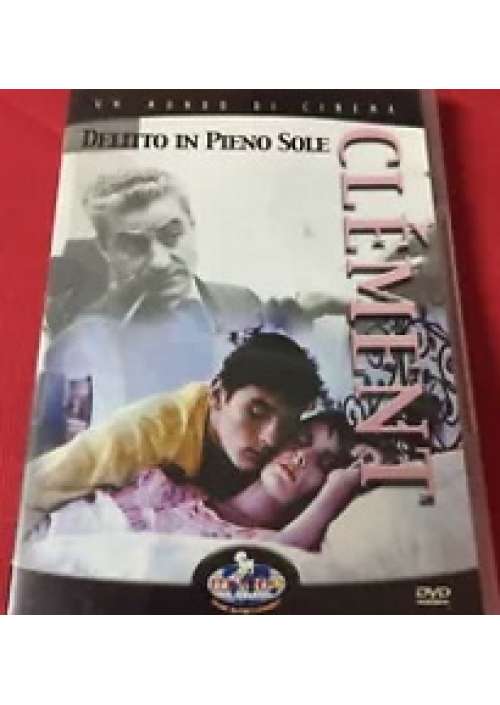 UN MONDO DI CINEMA
DELITTO IN PIENO SOLE
CLÉMENT
DVD